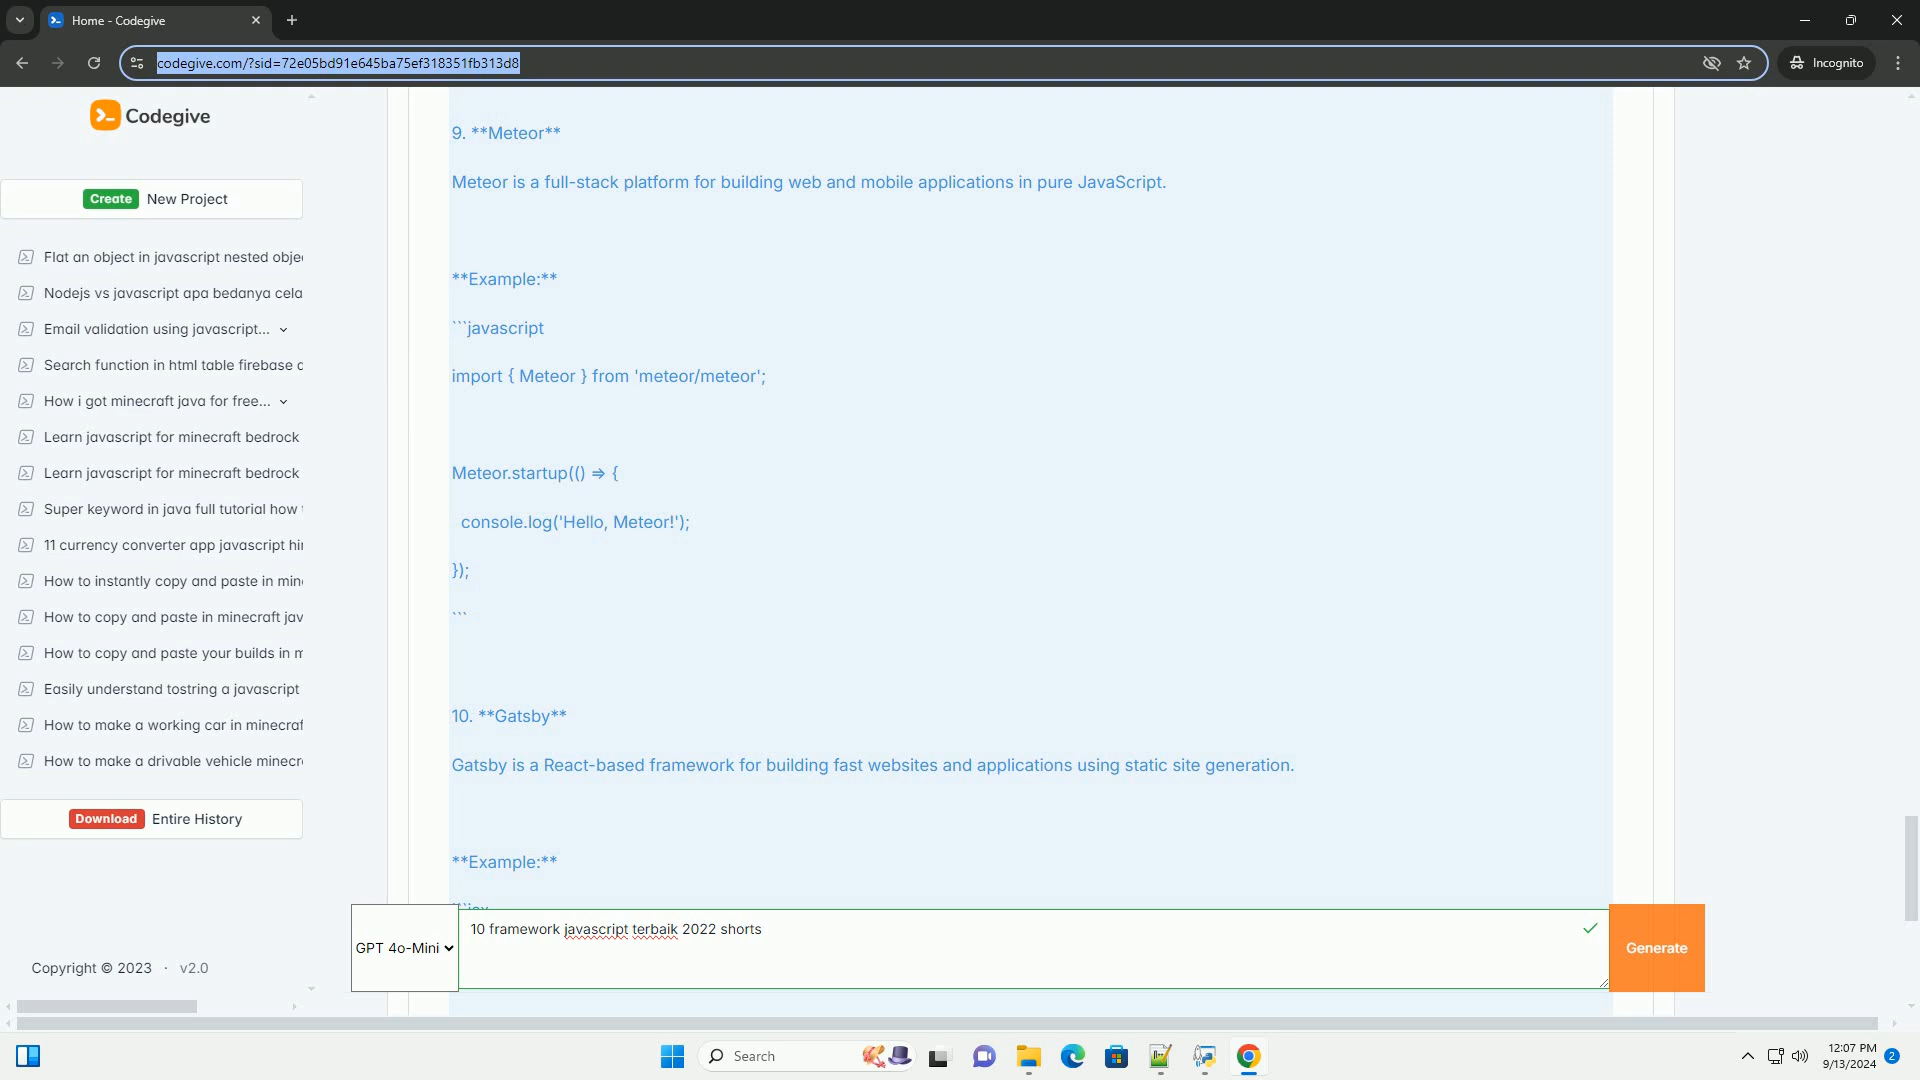 Home - Codegive
codegive.com/?sid=72e05bd91e645ba75ef318351fb313d8
Incognito
Codegive
Create New Project
Flat an object in javascript nested obje
Nodejs vs javascript apa bedanya cela
Email validation using javascript...
Search function in html table firebase
How i got minecraft java for free...
Learn javascript for minecraft bedrock
Learn javascript for minecraft bedrock
Super keyword in java full tutorial how
11 currency converter app javascript hi
How to instantly copy and paste in min
How to copy and paste in minecraft jav
How to copy and paste your builds in
Easily understand tostring a javascript
How to make a working car in minecraf
How to make a drivable vehicle minecr
Download Entire History
Copyright © 2023 · v2.0
9. **Meteor**
Meteor is a full-stack platform for building web and mobile applications in pure JavaScript.
**Example:**
```javascript
import { Meteor } from 'meteor/meteor';
Meteor.startup(() => {
console.log('Hello, Meteor!');
});
```
10. **Gatsby**
Gatsby is a React-based framework for building fast websites and applications using static site generation.
**Example:**
GPT 4o-Mini
10 framework javascript terbaik 2022 shorts
Generate
Search
12:07 PM
9/13/2024
2